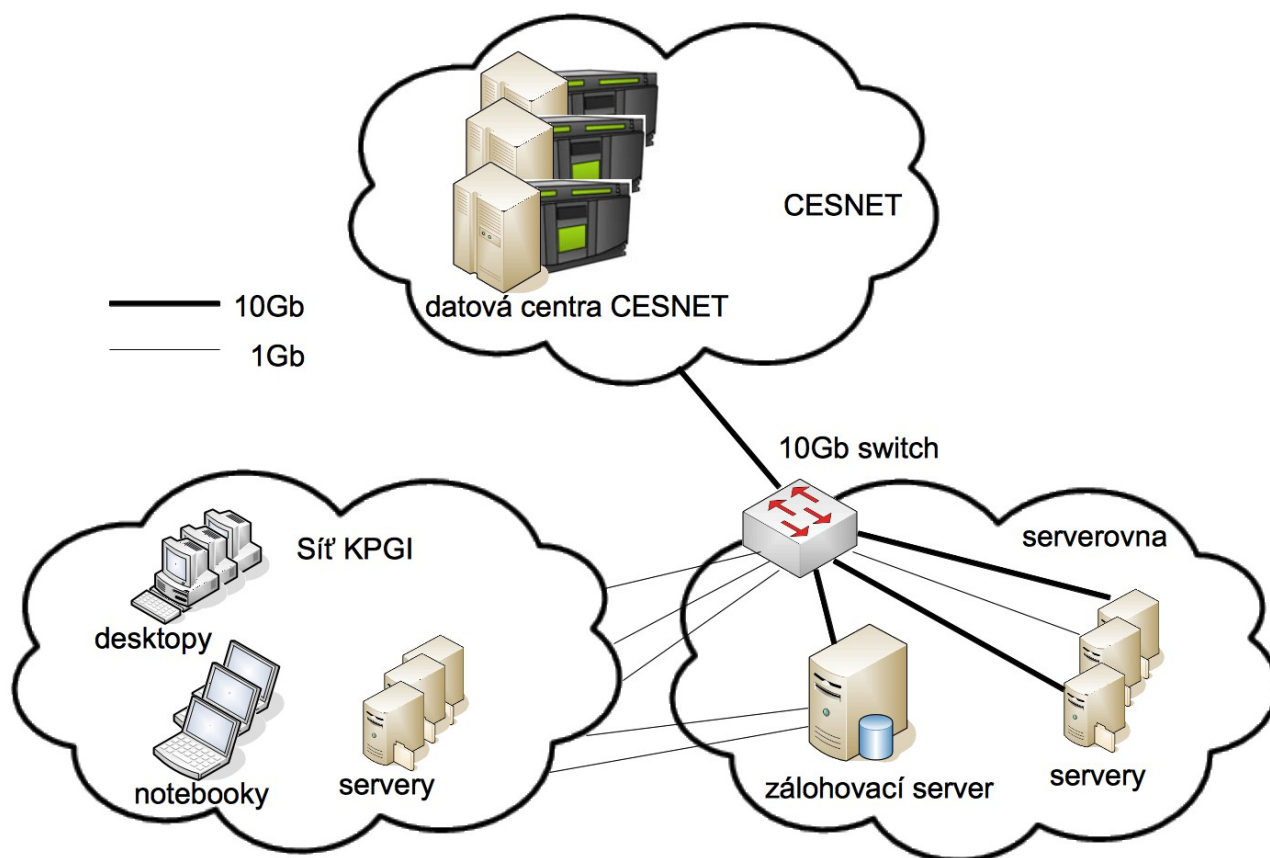 CESNET
datová centra CESNET
10Gb
1Gb
10Gb switch
Síť KPGI
serverovna
desktopy
notebooky
servery
zálohovací server
servery